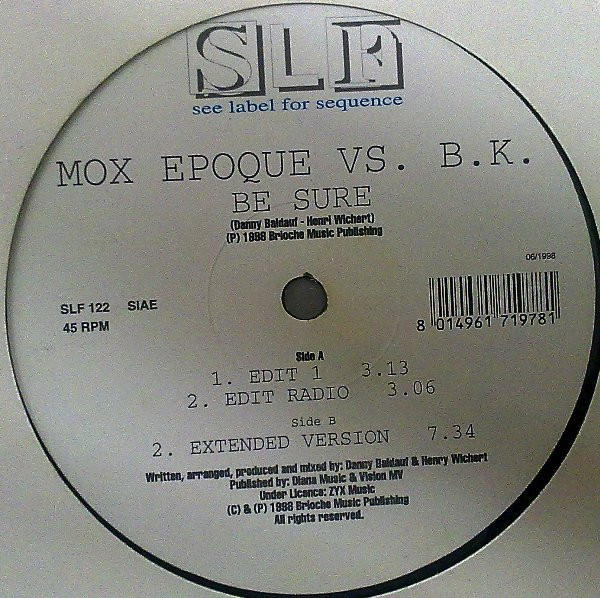 SLF
see label for sequence
MOX EPOQUE VS. B.K.
BE SURE
(Danny Baldauf - Henri Wichert)
(P) 1998 Brioche Music Publishing
06/1998
SLF 122 SIAE
45 RPM
8 014961 719781
Side A
1. EDIT 1 3.13
2. EDIT RADIO 3.06
Side B
2. EXTENDED VERSION 7.34
Written, arranged, produced and mixed by: Danny Baldauf & Henry Wichert
Published by: Diana Music & Vision MV
Under Licence: ZYX Music
(C) & (P) 1998 Brioche Music Publishing
All rights reserved.